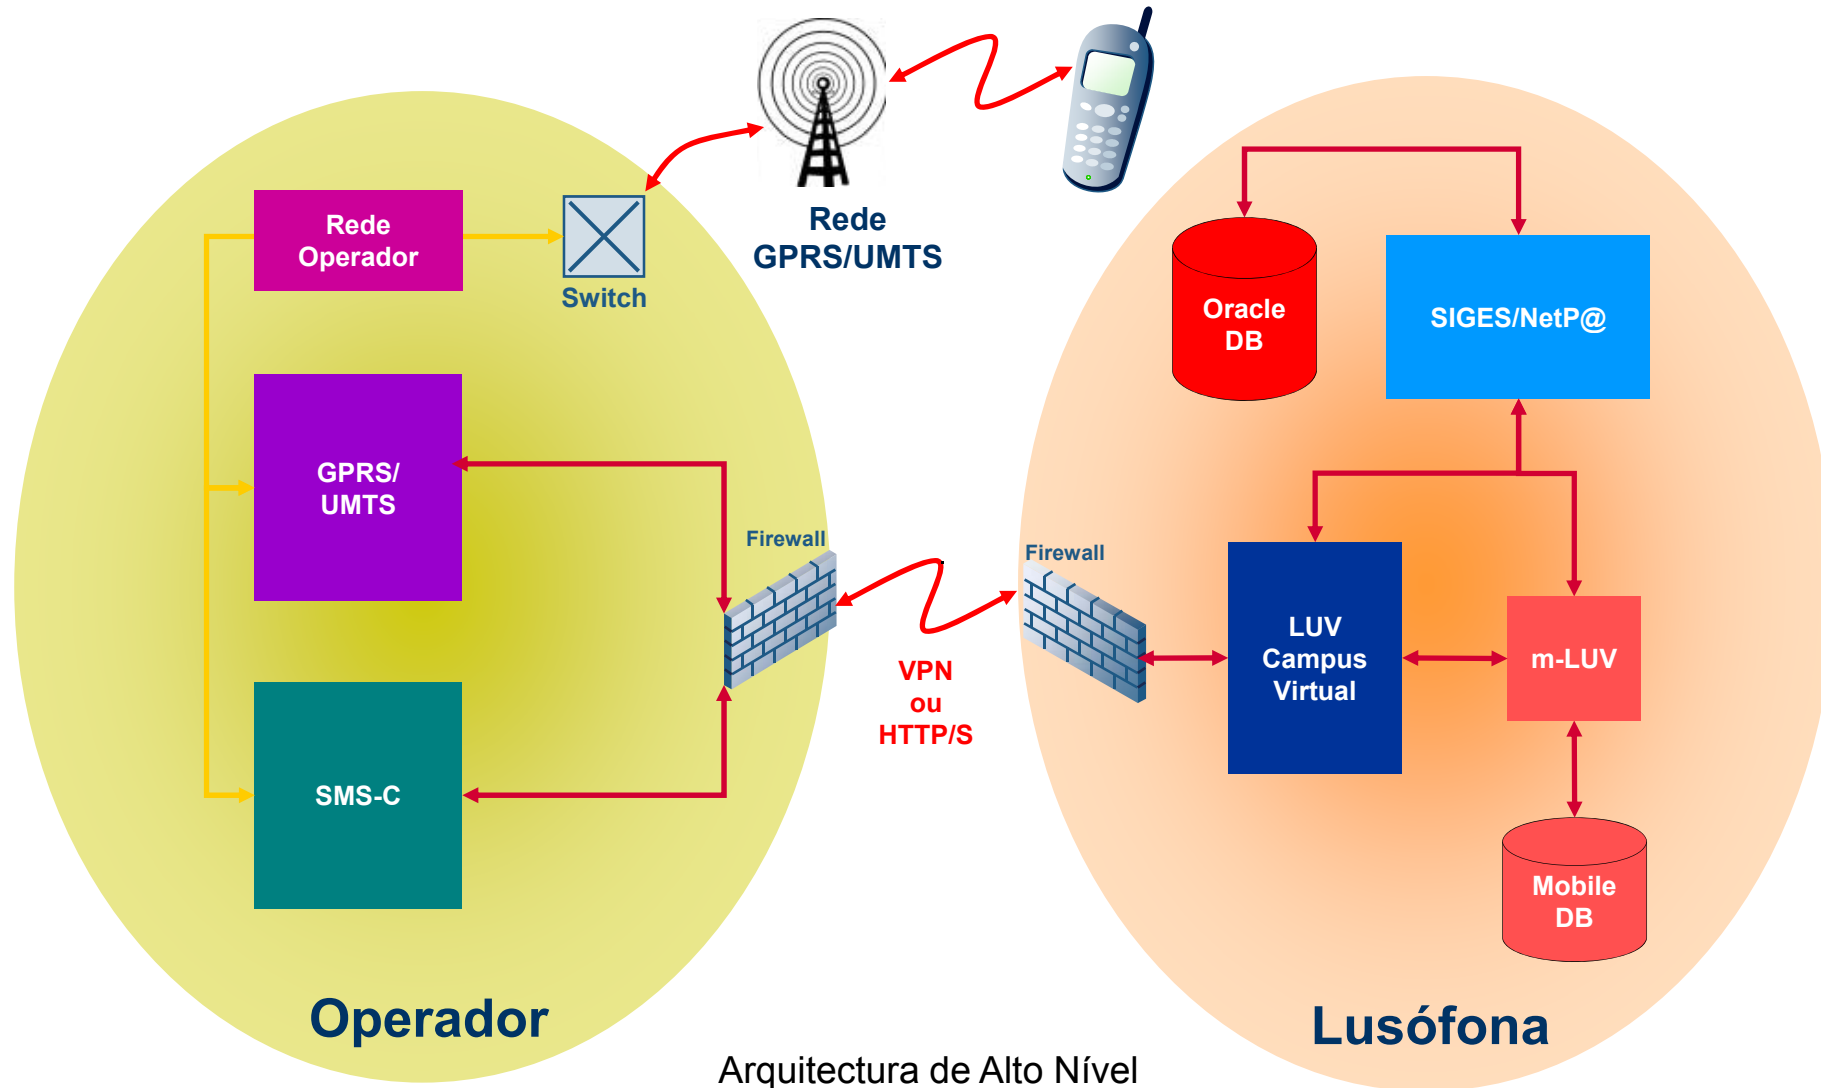 Rede
GPRS/UMTS
Rede
Operador
Switch
GPRS/
UMTS
SMS-C
Firewall
VPN
ou
HTTP/S
Firewall
Oracle
DB
SIGES/NetP@
LUV
Campus
Virtual
m-LUV
Mobile
DB
Operador
Lusófona
Arquitectura de Alto Nível